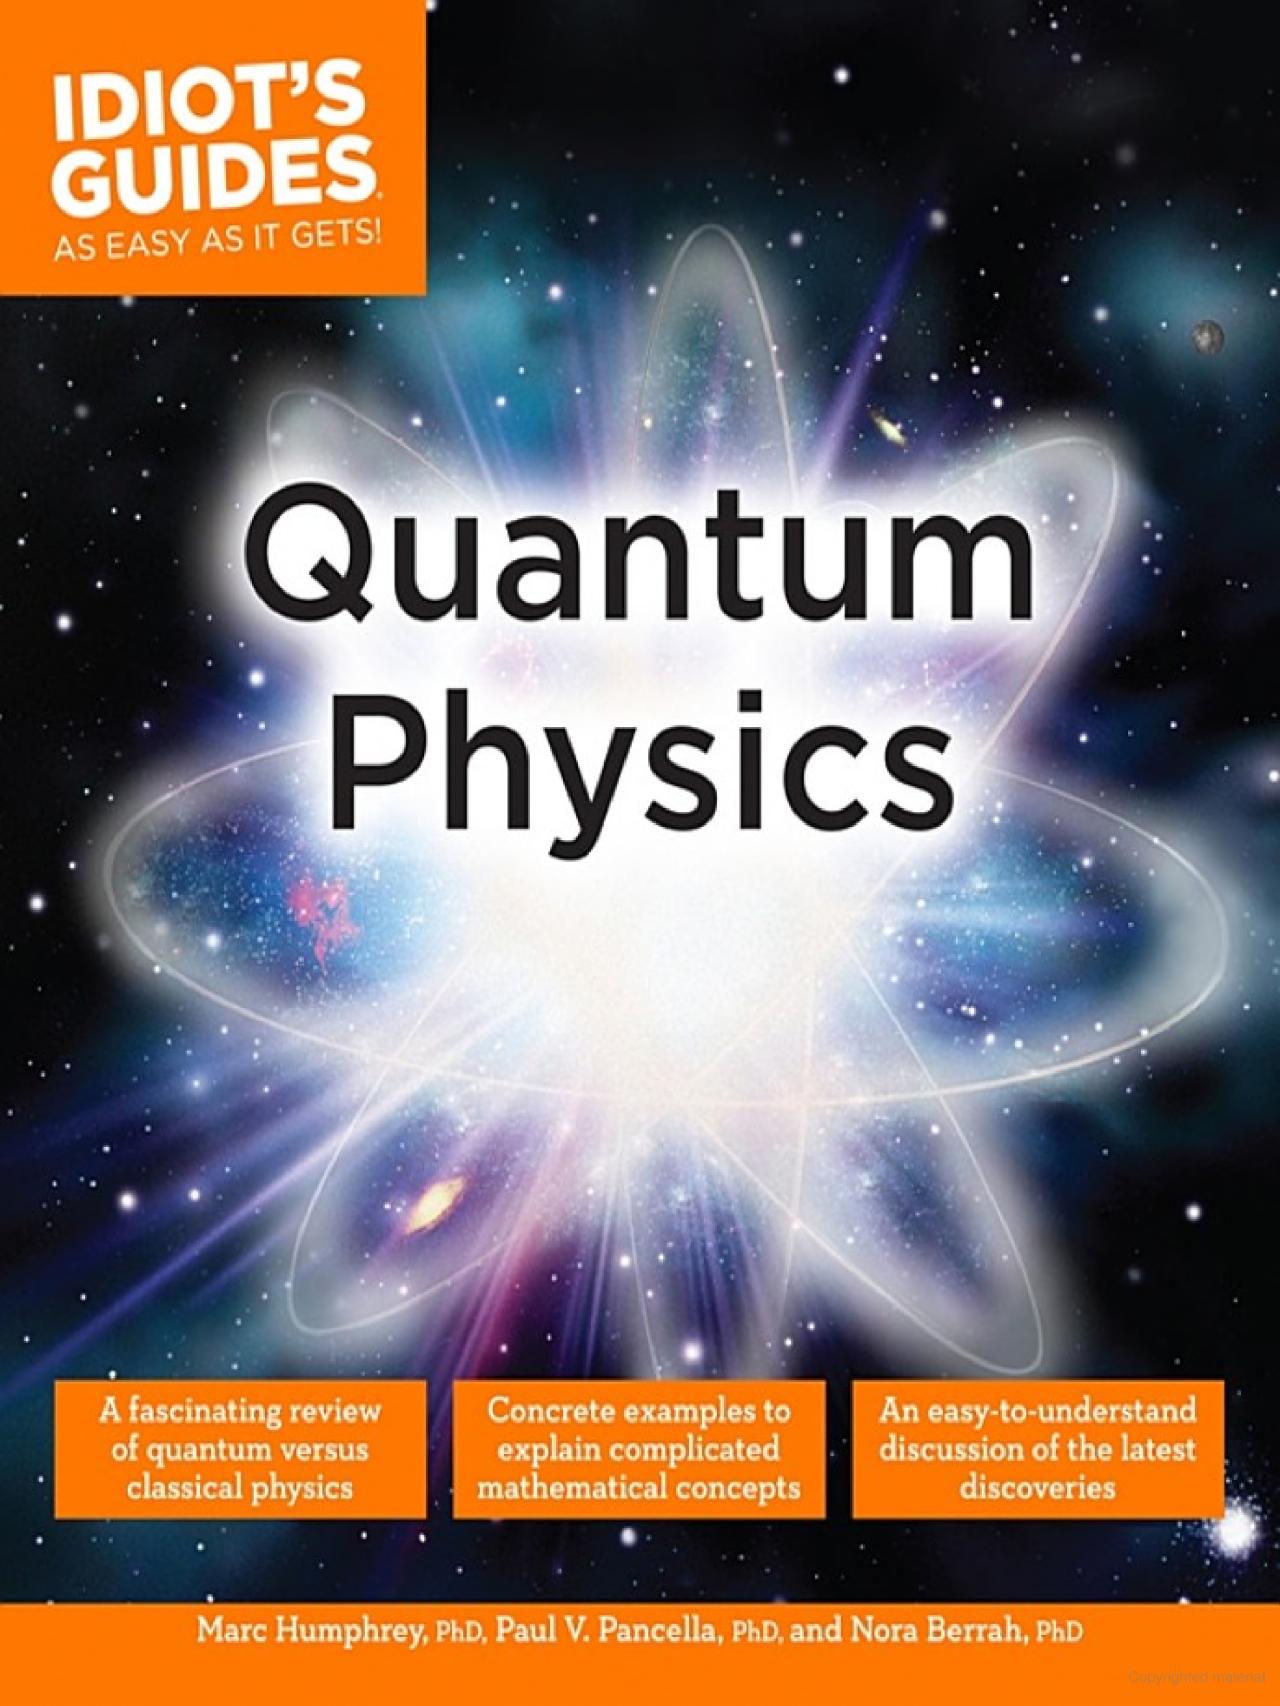 IDIOT'S
GUIDES®
AS EASY AS IT GETS!
Quantum
Physics
A fascinating review
of quantum versus
classical physics
Concrete examples to
explain complicated
mathematical concepts
An easy-to-understand
discussion of the latest
discoveries
Marc Humphrey, PhD, Paul V. Pancella, PhD, and Nora Berrah, PhD
Copyrighted material